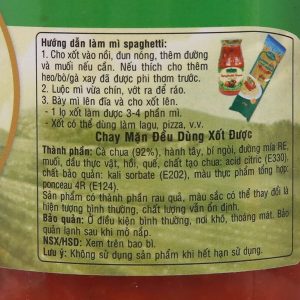 Hướng dẫn làm mì spaghetti:
1. Cho xốt vào nồi, đun nóng, thêm đường
và muối nếu cần. Nếu thích cho thêm
heo/bò/gà xay đã được phi thơm trước.
2. Luộc mì vừa chín, vớt ra để ráo.
3. Bày mì lên đĩa và cho xốt lên.
- 1 lọ xốt làm được 3-4 phần mì.
- Xốt có thể dùng làm lagu, pizza, v.v.
Chay Mặn Đều Dùng Xốt Được
Thành phần: Cà chua (92%), hành tây, bí ngòi, đường mía RE,
muối, dầu thực vật, hồi, quế, chất tạo chua: acid citric (E330),
chất bảo quản: kali sorbate (E202), màu thực phẩm tổng hợp:
ponceau 4R (E124).
Sản phẩm có thành phần rau quả, màu sắc có thể thay đổi là
hiện tượng bình thường, chất lượng vẫn ổn định.
Bảo quản: Ở điều kiện bình thường, nơi khô, thoáng mát. Bảo
quản lạnh sau khi mở nắp.
NSX/HSD: Xem trên bao bì.
Lưu ý: Không sử dụng sản phẩm khi hết hạn sử dụng.